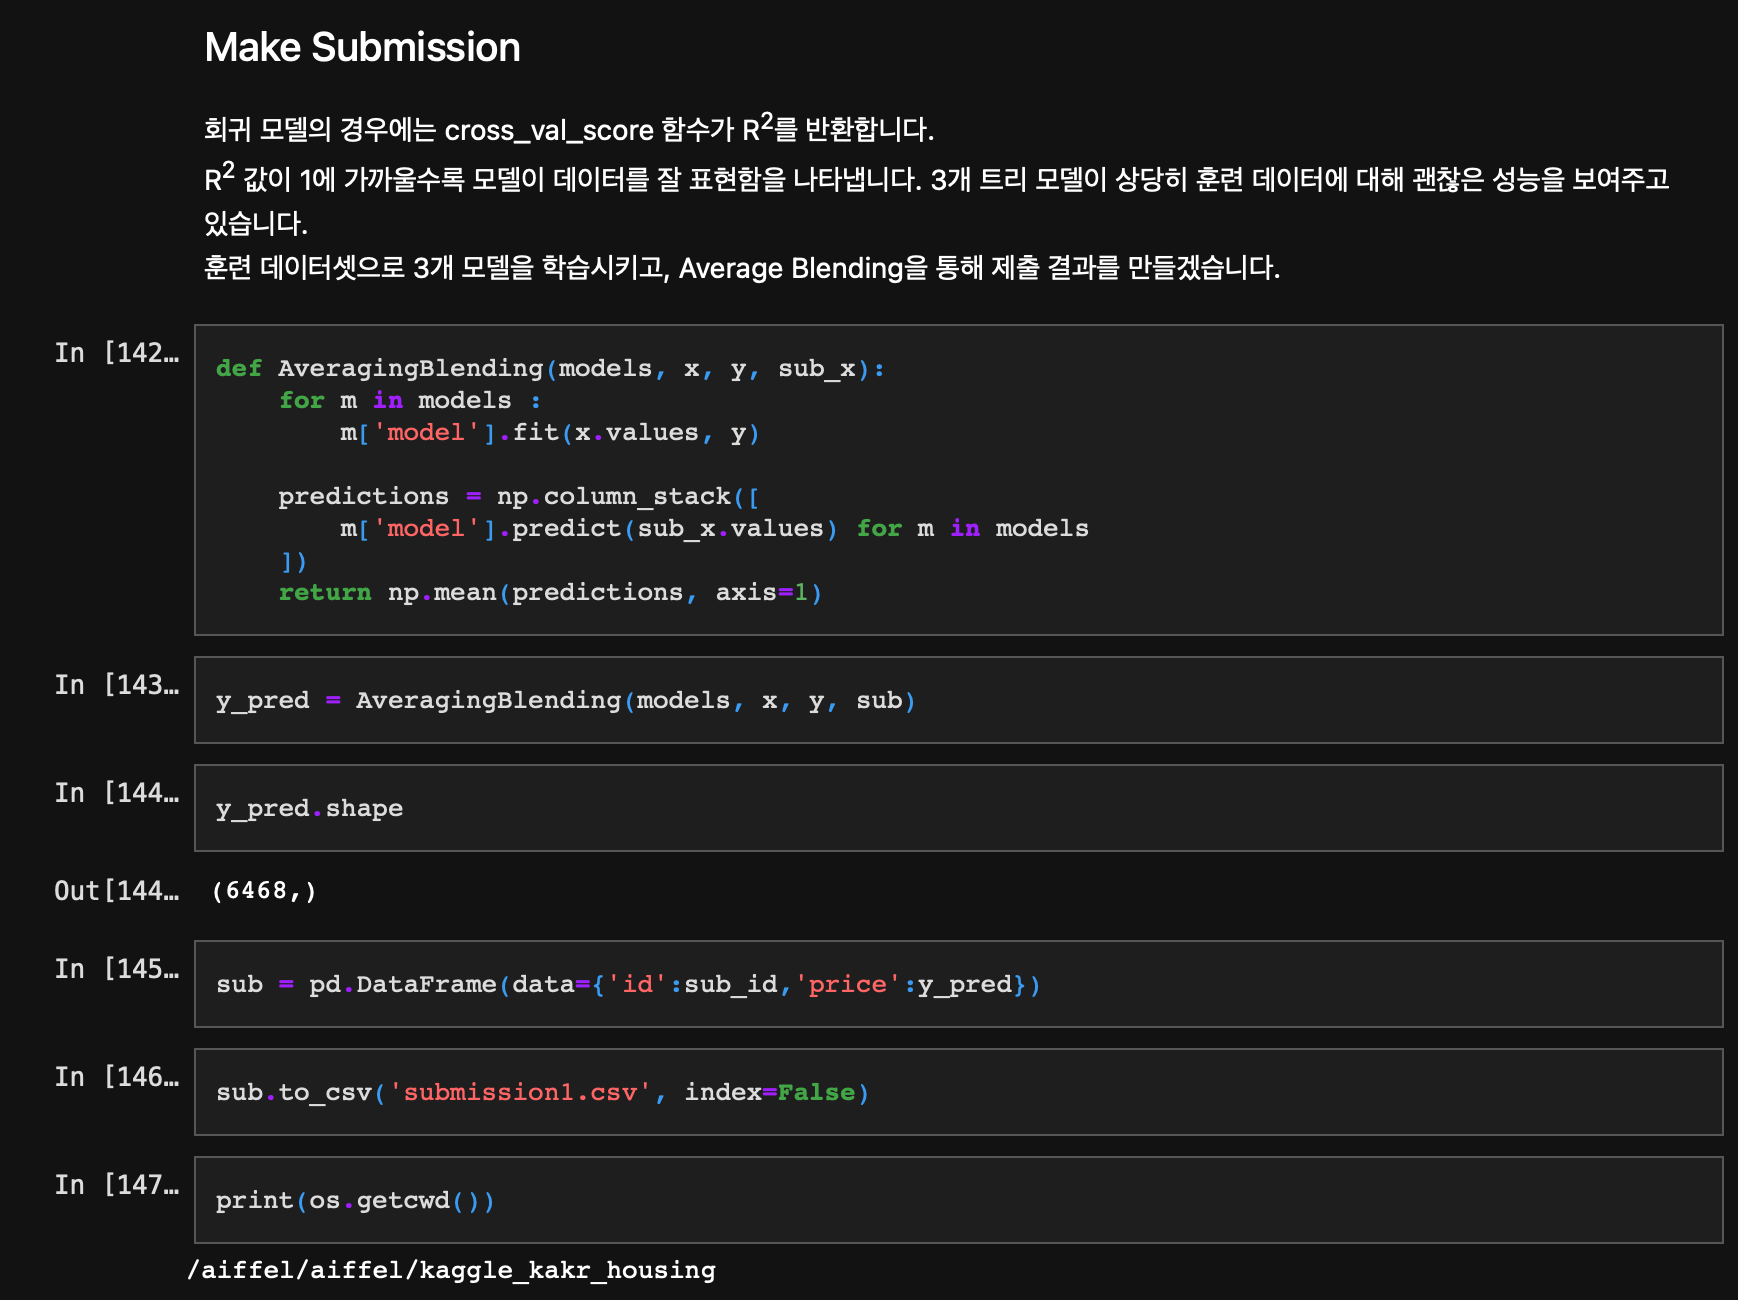 Make Submission
회귀 모델의 경우에는 cross_val_score 함수가 R²를 반환합니다.
R² 값이 1에 가까울수록 모델이 데이터를 잘 표현함을 나타냅니다. 3개 트리 모델이 상당히 훈련 데이터에 대해 괜찮은 성능을 보여주고
있습니다.
훈련 데이터셋으로 3개 모델을 학습시키고, Average Blending을 통해 제출 결과를 만들겠습니다.
In [142…
def AveragingBlending(models, x, y, sub_x):
    for m in models :
        m['model'].fit(x.values, y)

    predictions = np.column_stack([
        m['model'].predict(sub_x.values) for m in models
    ])
    return np.mean(predictions, axis=1)
In [143…
y_pred = AveragingBlending(models, x, y, sub)
In [144…
y_pred.shape
Out[144…
(6468,)
In [145…
sub = pd.DataFrame(data={'id':sub_id,'price':y_pred})
In [146…
sub.to_csv('submission1.csv', index=False)
In [147…
print(os.getcwd())
/aiffel/aiffel/kaggle_kakr_housing